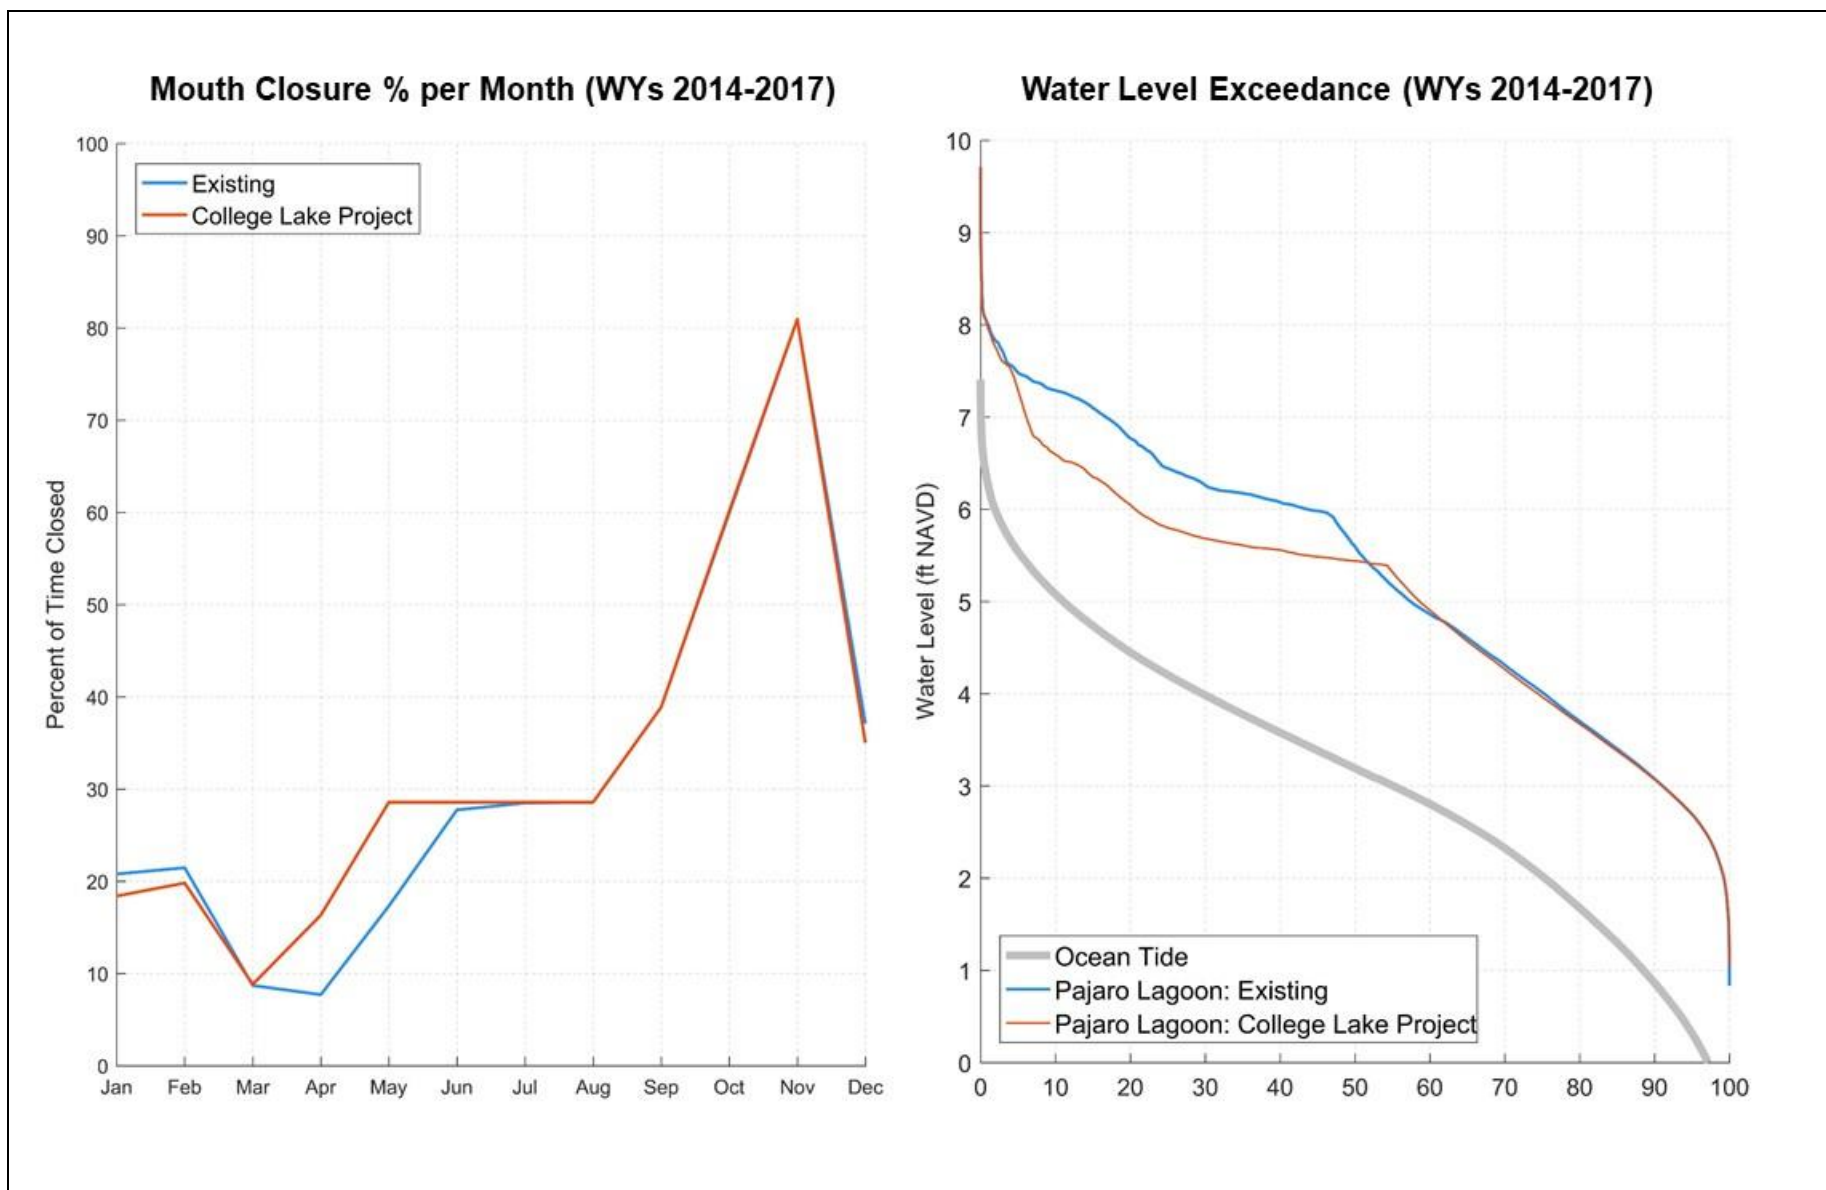 Mouth Closure % per Month (WYs 2014-2017)
100
90
80
70
60
50
40
30
20
10
0
Percent of Time Closed
Existing
College Lake Project
Jan Feb Mar Apr May Jun Jul Aug Sep Oct Nov Dec
Water Level Exceedance (WYs 2014-2017)
10
9
8
7
6
5
4
3
2
1
0
Water Level (ft NAVD)
Ocean Tide
Pajaro Lagoon: Existing
Pajaro Lagoon: College Lake Project
0 10 20 30 40 50 60 70 80 90 100